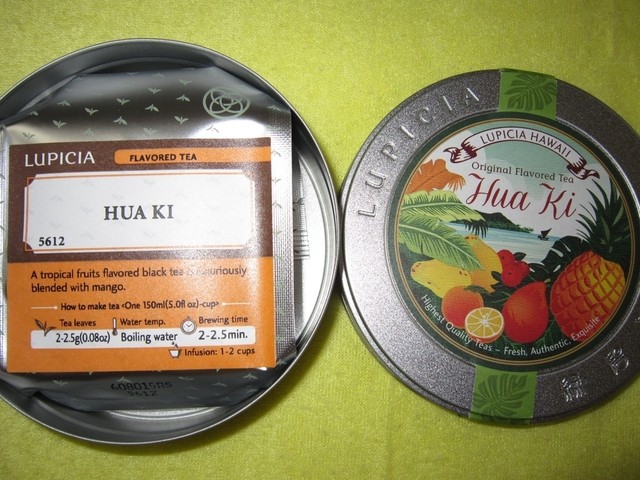 LUPICIA
FLAVORED TEA
HUA KI
5612
A tropical fruits flavored black tea luxuriously
blended with mango.
How to make tea <One 150ml(5.0fl oz)-cup>
Tea leaves
2-2.5g(0.08oz)
Water temp.
Boiling water
Brewing time
2-2.5min.
Infusion: 1-2 cups
5612
LUPICIA
LUPICIA HAWAII
Original Flavored Tea
Hua Ki
Highest Quality Teas – Fresh, Authentic, Exquisite